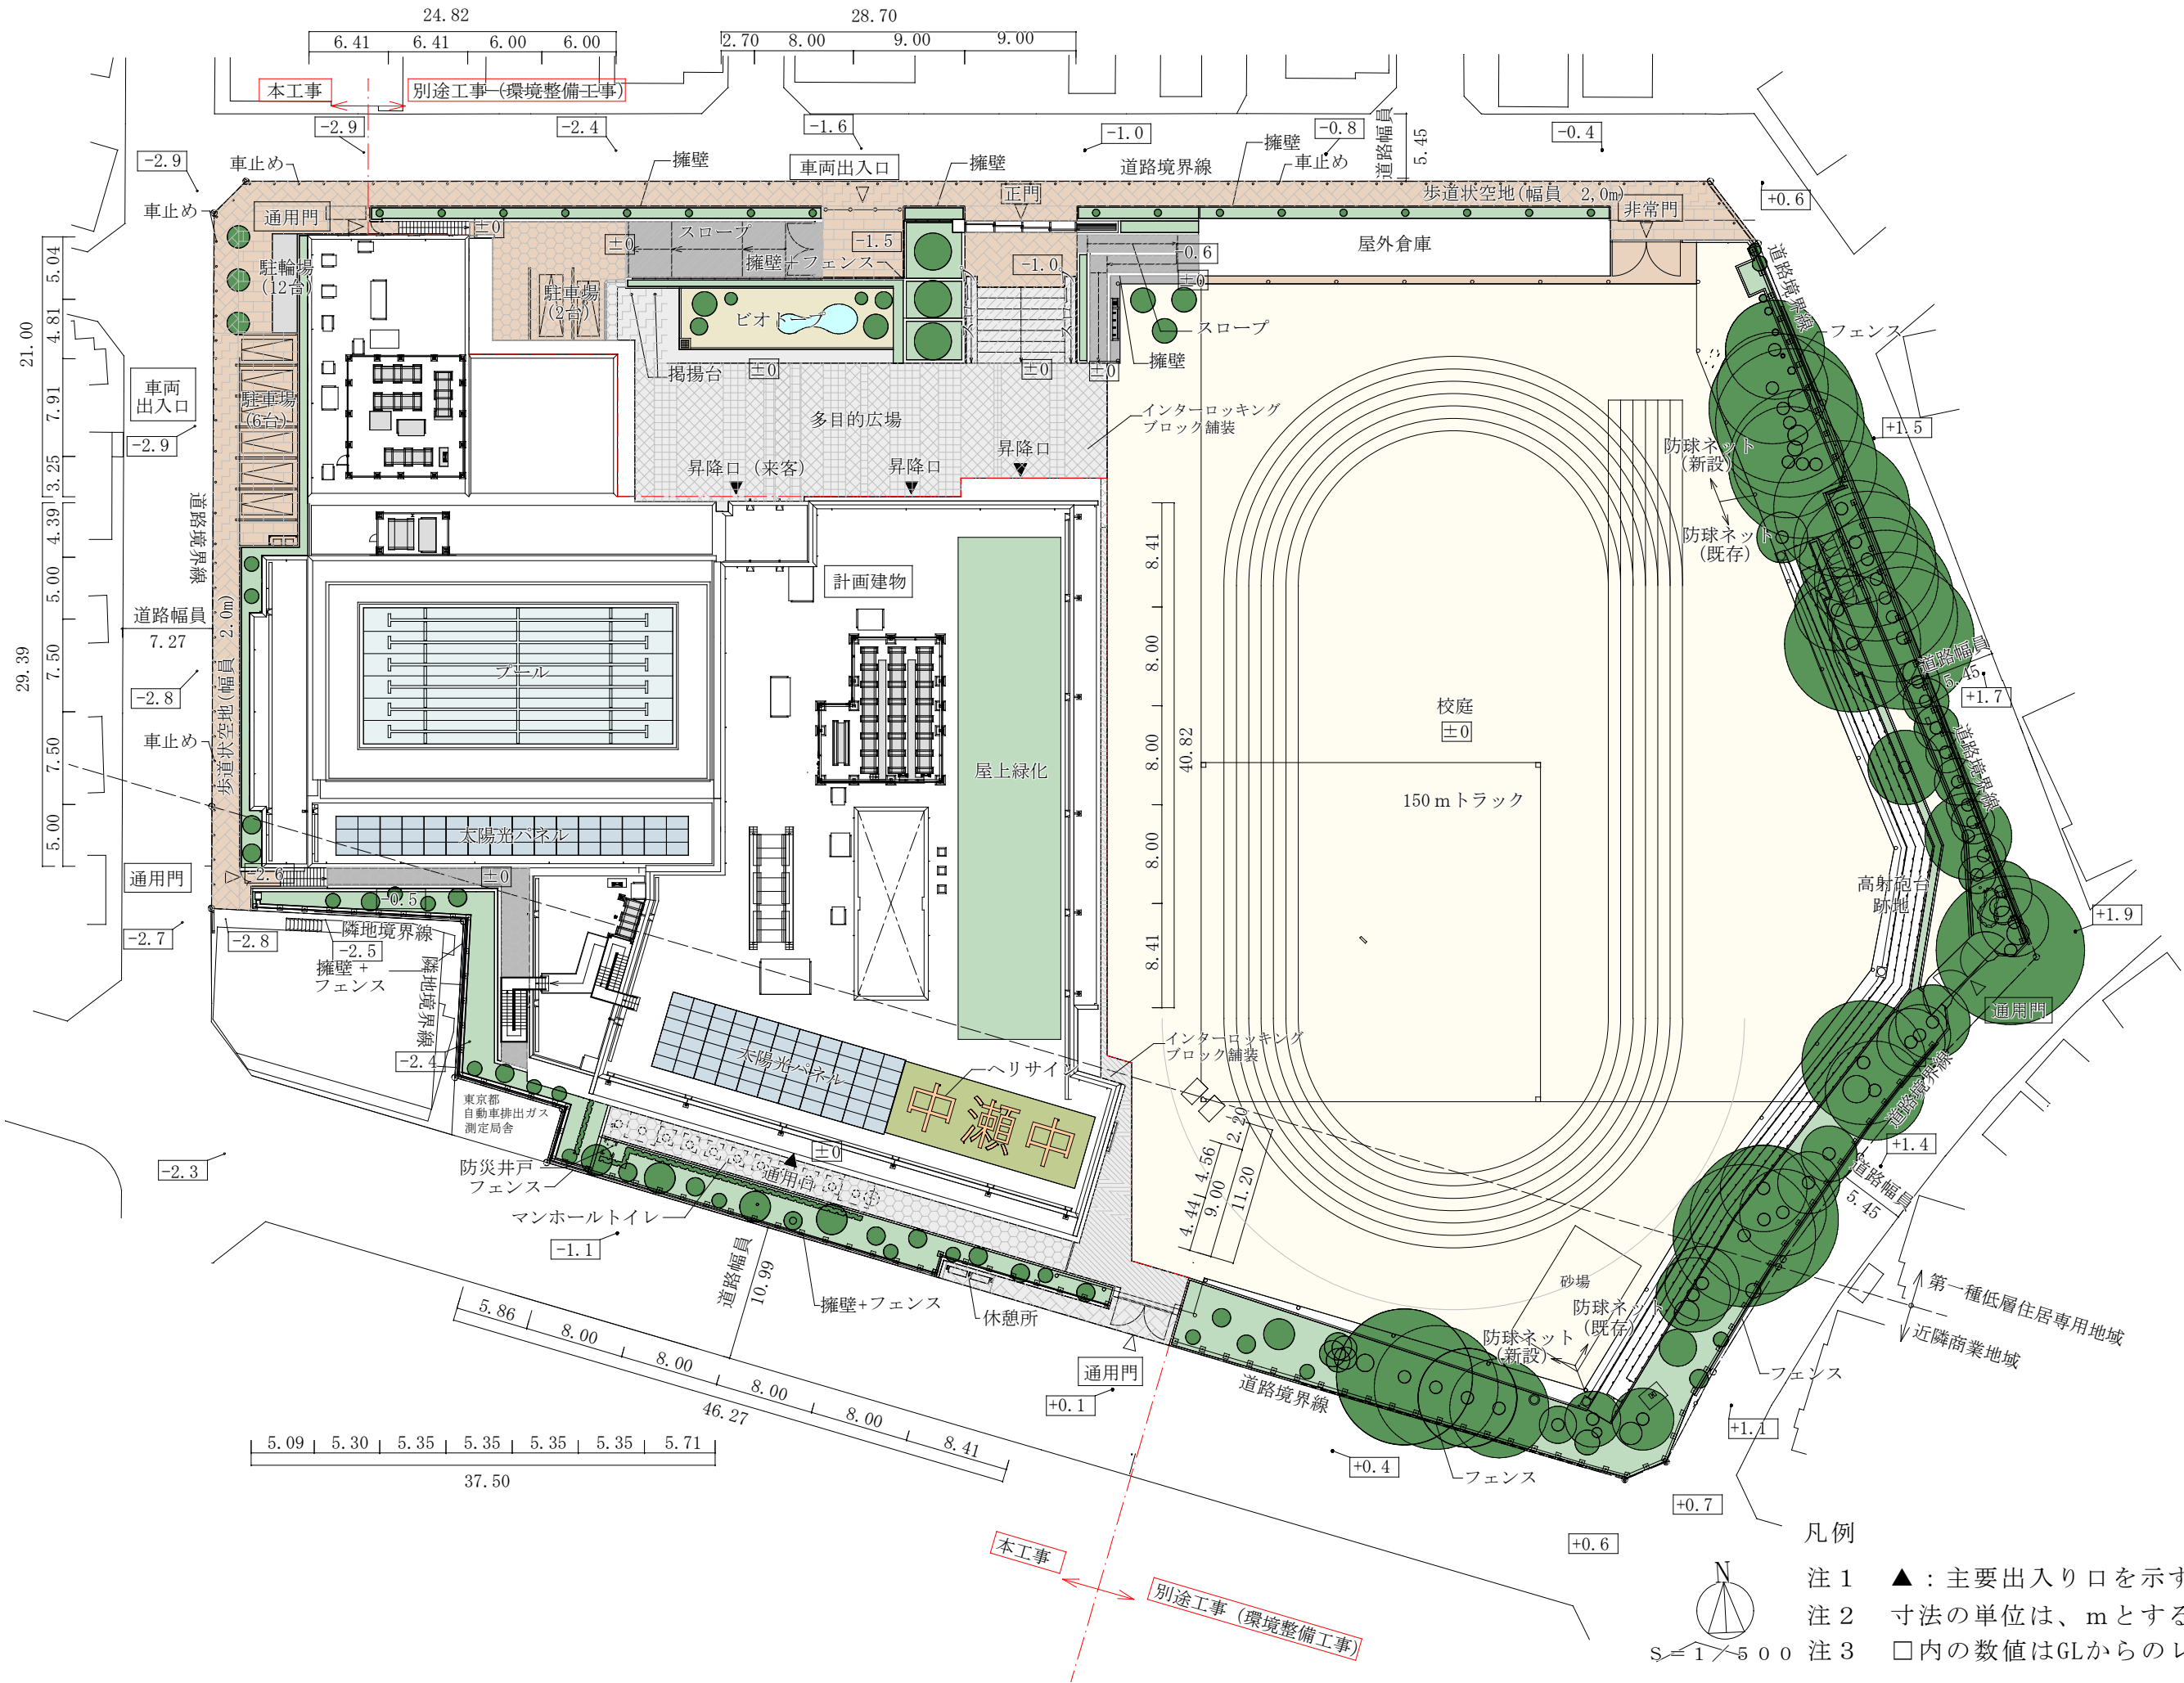 24.82
28.70
6.41
6.41
6.00
6.00
2.70
8.00
9.00
9.00
本工事
別途工事(環境整備工事)
-2.9
-2.4
-1.6
-1.0
-0.8
-0.4
道路幅員
5.45
-2.9
車止め
擁壁
車両出入口
擁壁
道路境界線
擁壁
車止め
歩道状空地(幅員 2,0m)
+0.6
車止め
通用門
正門
非常門
±0
±0
スロープ
-1.5
擁壁+フェンス
-1.0
-0.6
±0
屋外倉庫
道路境界線
5.04
4.81
7.91
3.25
21.00
駐輪場
(12台)
駐車場
(2台)
ビオトープ
スロープ
フェンス
擁壁
車両
出入口
駐車場
(6台)
掲揚台
±0
±0
±0
多目的広場
インターロッキング
ブロック舗装
+1.5
-2.9
昇降口(来客)
昇降口
昇降口
防球ネット
(新設)
道路境界線
防球ネット
(既存)
4.39
5.00
7.50
7.50
5.00
29.39
計画建物
8.41
8.00
8.00
8.00
8.41
40.82
道路幅員
7.27
歩道状空地(幅員 2.0m)
-2.8
プール
道路幅員
5.45
+1.7
校庭
±0
車止め
屋上緑化
道路境界線
150mトラック
太陽光パネル
通用門
-2.6
±0
-0.5
高射砲台
跡地
+1.9
-2.7
-2.8
隣地境界線
-2.5
擁壁+
フェンス
隣地境界線
通用門
-2.4
インターロッキング
ブロック舗装
太陽光パネル
ヘリサイン
中瀬中
道路境界線
東京都
自動車排出ガス
測定局舎
±0
4.44
4.56
2.20
9.00
11.20
+1.4
道路幅員
5.45
-2.3
防災井戸
フェンス
通用口
マンホールトイレ
-1.1
道路幅員
10.99
擁壁+フェンス
休憩所
砂場
防球ネット
(既存)
防球ネット
(新設)
第一種低層住居専用地域
近隣商業地域
通用門
+0.1
道路境界線
フェンス
5.86
8.00
8.00
8.00
8.00
8.41
46.27
+1.1
+0.4
フェンス
5.09
5.30
5.35
5.35
5.35
5.35
5.71
37.50
+0.7
+0.6
本工事
別途工事(環境整備工事)
凡例
N
S=1/500
注1 ▲:主要出入り口を示す
注2 寸法の単位は、mとする
注3 □内の数値はGLからのレ